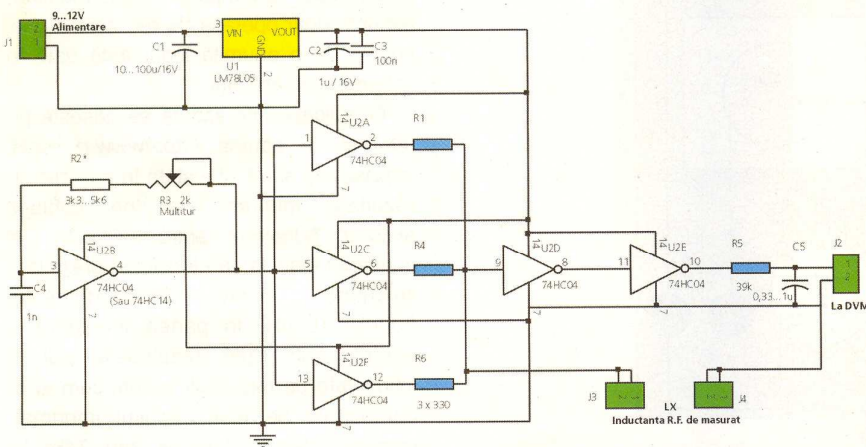 9...12V
Alimentare
J1
C1
10...100u/16V
3
VIN
VOUT
GND
U1
LM78L05
2
C2
1u / 16V
C3
100n
14
U2A
1
2
74HC04
7
R1
R2*
3k3...5k6
R3 2k
Multitur
14
U2B
3
4
74HC04
(Sau 74HC14)
7
C4
1n
14
U2C
5
6
74HC04
7
R4
14
U2D
9
8
74HC04
7
14
U2E
11
10
74HC04
7
R5
39k
C5
0,33...1u
J2
1
2
La DVM
14
U2F
13
12
74HC04
7
R6
3 x 330
J3
J4
LX
Inductanta R.F. de masurat